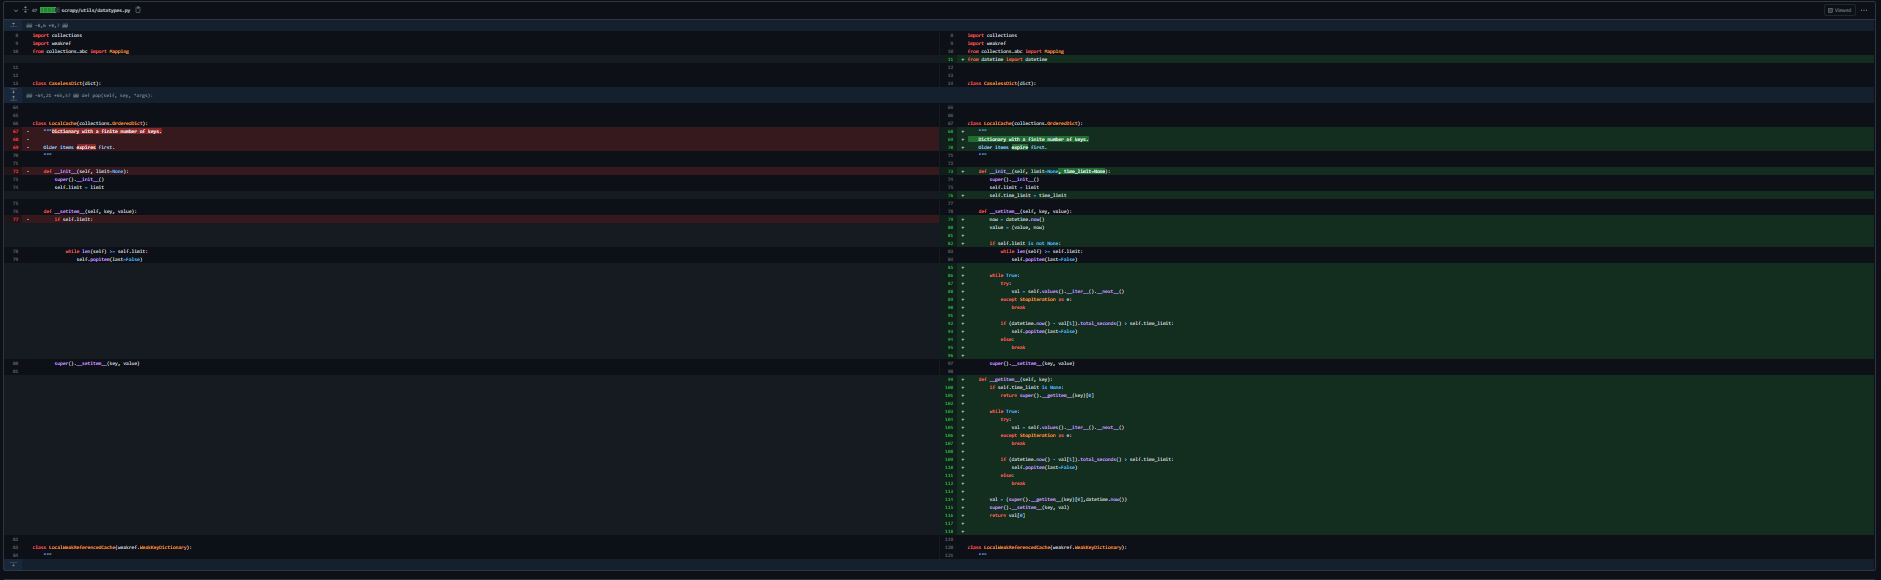 67 scrapy/utils/datatypes.py
Viewed
@@ -8,6 +8,7 @@
8 import collections
9 import weakref
10 from collections.abc import Mapping
11
12
13 class CaselessDict(dict):
@@ -64,21 +65,57 @@ def pop(self, key, *args):
64
65
66 class LocalCache(collections.OrderedDict):
67 - """Dictionary with a finite number of keys.
68 -
69 - Older items expires first.
70 """
71
72 - def __init__(self, limit=None):
73 super().__init__()
74 self.limit = limit
75
76 def __setitem__(self, key, value):
77 - if self.limit:
78 while len(self) >= self.limit:
79 self.popitem(last=False)
80 super().__setitem__(key, value)
81
82
83 class LocalWeakReferencedCache(weakref.WeakKeyDictionary):
84 """
8 import collections
9 import weakref
10 from collections.abc import Mapping
11 + from datetime import datetime
12
13
14 class CaselessDict(dict):
65
66
67 class LocalCache(collections.OrderedDict):
68 + """
69 + Dictionary with a finite number of keys.
70 + Older items expire first.
71 """
72
73 + def __init__(self, limit=None, time_limit=None):
74 super().__init__()
75 self.limit = limit
76 + self.time_limit = time_limit
77
78 def __setitem__(self, key, value):
79 + now = datetime.now()
80 + value = (value, now)
81 +
82 + if self.limit is not None:
83 while len(self) >= self.limit:
84 self.popitem(last=False)
85 +
86 + while True:
87 + try:
88 + val = self.values().__iter__().__next__()
89 + except StopIteration as e:
90 + break
91 +
92 + if (datetime.now() - val[1]).total_seconds() > self.time_limit:
93 + self.popitem(last=False)
94 + else:
95 + break
96 +
97 super().__setitem__(key, value)
98
99 + def __getitem__(self, key):
100 + if self.time_limit is None:
101 + return super().__getitem__(key)[0]
102 +
103 + while True:
104 + try:
105 + val = self.values().__iter__().__next__()
106 + except StopIteration as e:
107 + break
108 +
109 + if (datetime.now() - val[1]).total_seconds() > self.time_limit:
110 + self.popitem(last=False)
111 + else:
112 + break
113 +
114 + val = (super().__getitem__(key)[0],datetime.now())
115 + super().__setitem__(key, val)
116 + return val[0]
117 +
118 +
119
120 class LocalWeakReferencedCache(weakref.WeakKeyDictionary):
121 """